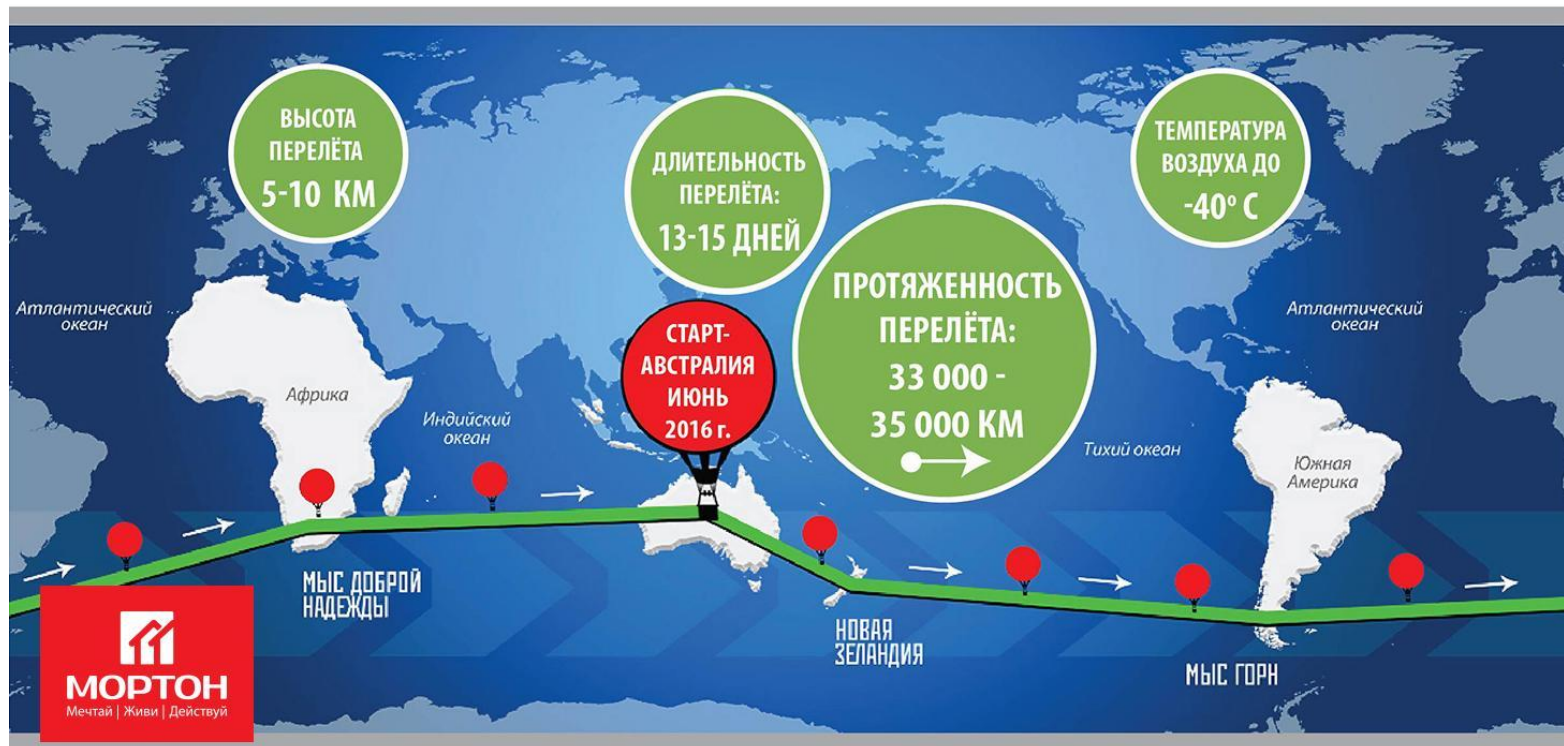 ВЫСОТА
ПЕРЕЛЁТА
5-10 КМ
ДЛИТЕЛЬНОСТЬ
ПЕРЕЛЁТА:
13-15 ДНЕЙ
ТЕМПЕРАТУРА
ВОЗДУХА ДО
-40º С
ПРОТЯЖЕННОСТЬ
ПЕРЕЛЁТА:
33 000 -
35 000 КМ
СТАРТ-
АВСТРАЛИЯ
ИЮНЬ
2016 г.
Атлантический
океан
Африка
Индийский
океан
Тихий океан
Южная
Америка
Атлантический
океан
МЫС ДОБРОЙ
НАДЕЖДЫ
НОВАЯ
ЗЕЛАНДИЯ
МЫС ГОРН
МОРТОН
Мечтай | Живи | Действуй